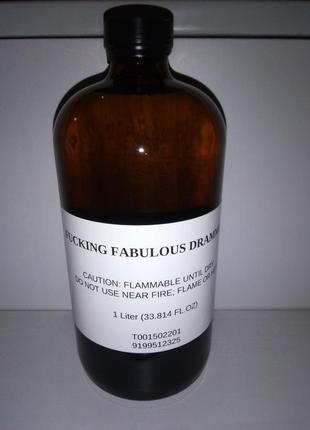 FUCKING FABULOUS
CAUTION: FLAMMABLE UNTIL DRY
DO NOT USE NEAR FIRE; FLAME OR
1 Liter (33.814 FL.OZ)
T001502201
9199512325